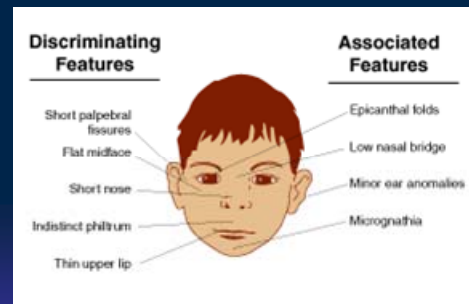 Discriminating
Features
Short palpebral
fissures
Flat midface
Short nose
Indistinct philtrum
Thin upper lip
Associated
Features
Epicanthal folds
Low nasal bridge
Minor ear anomalies
Micrognathia